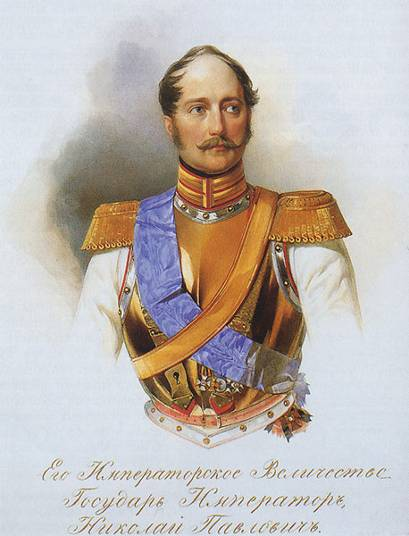 Его Императорское Величество
Государь Императоръ,
Николай Павловичъ.